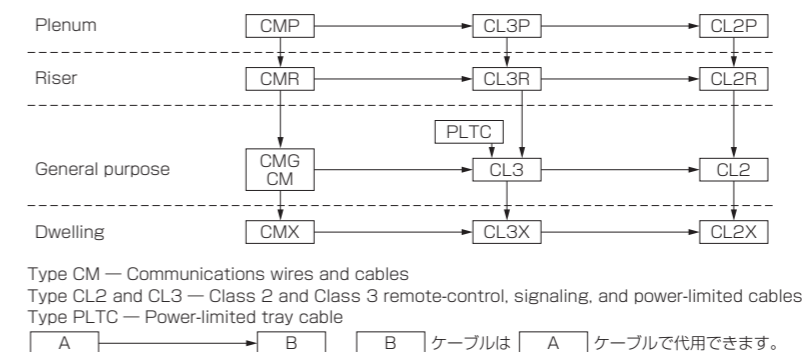 Plenum CMP CL3P CL2P
Riser CMR CL3R CL2R
PLTC
General purpose CMG CM CL3 CL2
Dwelling CMX CL3X CL2X
Type CM — Communications wires and cables
Type CL2 and CL3 — Class 2 and Class 3 remote-control, signaling, and power-limited cables
Type PLTC — Power-limited tray cable
A B B ケーブルは A ケーブルで代用できます。